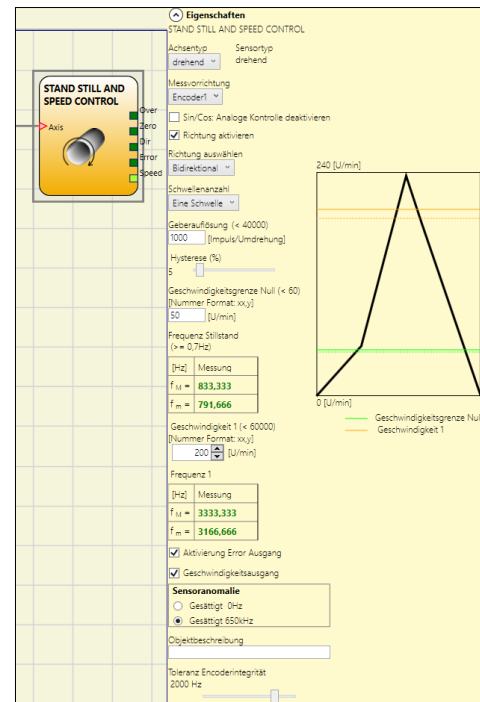 Eigenschaften
STAND STILL AND SPEED CONTROL
Achsentyp Sensortyp
drehend drehend
Messvorrichtung
Encoder1
Sin/Cos: Analoge Kontrolle deaktivieren
Richtung aktivieren
Richtung auswählen
Bidirektional
Schwellenanzahl
Eine Schwelle
Geberauflösung (< 40000)
1000 [Impuls/Umdrehung]
Hysterese (%)
5
Geschwindigkeitsgrenze Null (< 60)
[Nummer Format: xx,y]
50 [U/min]
Frequenz Stillstand
(>= 0,7Hz)
[Hz] Messung
f M = 833,333
f m = 791,666
Geschwindigkeit 1 (< 60000)
[Nummer Format: xx,y]
200 [U/min]
Frequenz 1
[Hz] Messung
f M = 3333,333
f m = 3166,666
Aktivierung Error Ausgang
Geschwindigkeitsausgang
Sensoranomalie
Gesättigt 0Hz
Gesättigt 650kHz
Objektbeschreibung
Toleranz Encoderintegrität
2000 Hz
STAND STILL AND
SPEED CONTROL
Axis
Over
Zero
Dir
Error
Speed
240 [U/min]
0 [U/min]
Geschwindigkeitsgrenze Nul
Geschwindigkeit 1